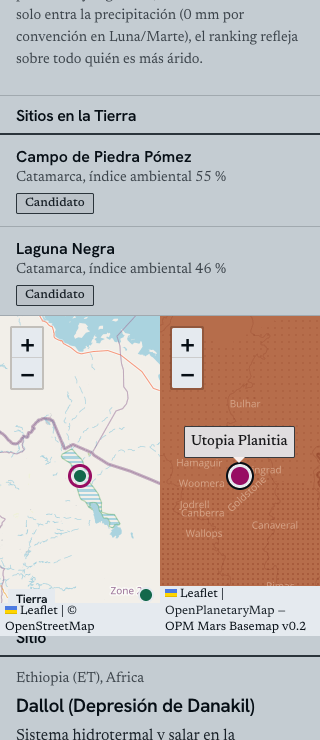 solo entra la precipitación (0 mm por
convención en Luna/Marte), el ranking refleja
sobre todo quién es más árido.
Sitios en la Tierra
Campo de Piedra Pómez
Catamarca, índice ambiental 55 %
Candidato
Laguna Negra
Catamarca, índice ambiental 46 %
Candidato
+
−
+
−
Bulhar
Utopia Planitia
Hamaguir
ngrad
Woomera
Jodrell
Goldstone
Canberra
Canaveral
Wallops
Zone 2
Tierra
Leaflet | ©
OpenStreetMap
Leaflet |
OpenPlanetaryMap —
OPM Mars Basemap v0.2
Sitio
Ethiopia (ET), Africa
Dallol (Depresión de Danakil)
Sistema hidrotermal y salar en la